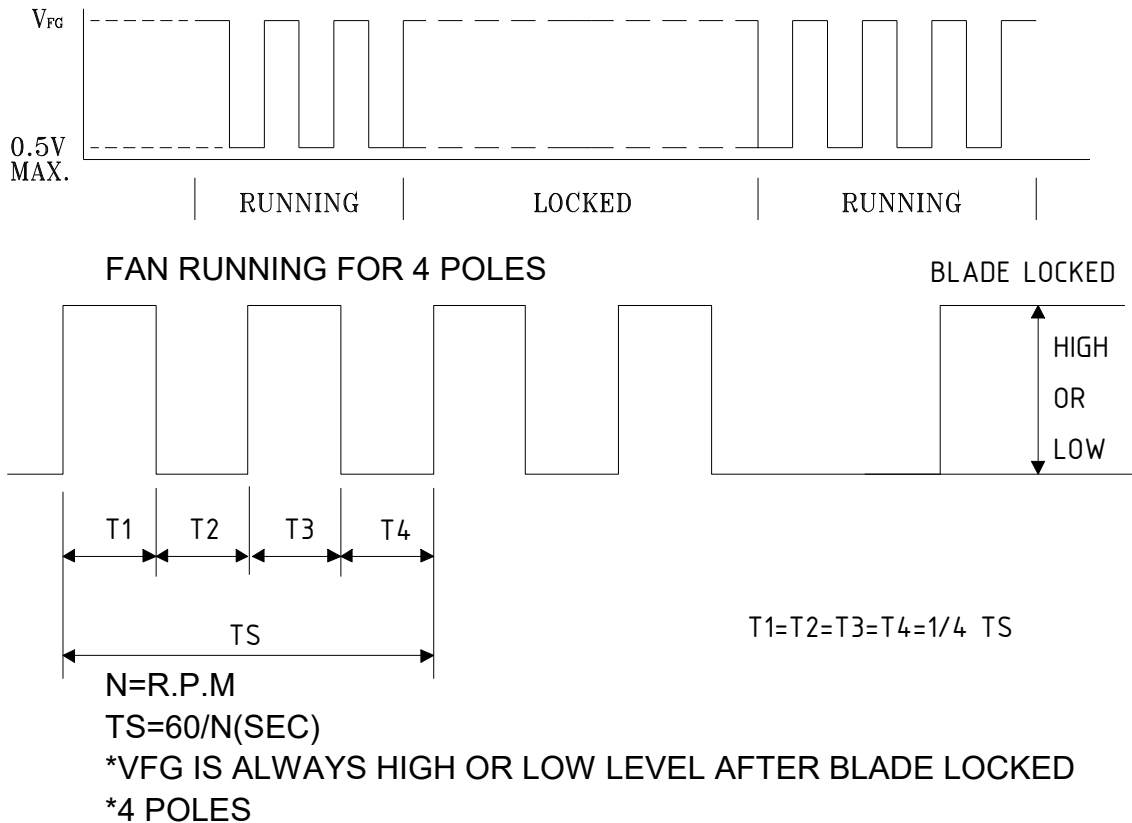 VFG
0.5V
MAX.
RUNNING LOCKED RUNNING
FAN RUNNING FOR 4 POLES
BLADE LOCKED
HIGH
OR
LOW
T1 T2 T3 T4
TS
T1=T2=T3=T4=1/4 TS
N=R.P.M
TS=60/N(SEC)
*VFG IS ALWAYS HIGH OR LOW LEVEL AFTER BLADE LOCKED
*4 POLES